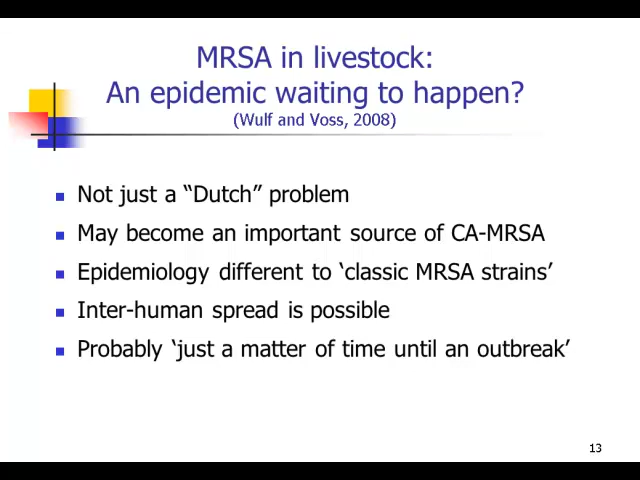 MRSA in livestock:
An epidemic waiting to happen?
(Wulf and Voss, 2008)
Not just a “Dutch” problem
May become an important source of CA-MRSA
Epidemiology different to ‘classic MRSA strains’
Inter-human spread is possible
Probably ‘just a matter of time until an outbreak’
13